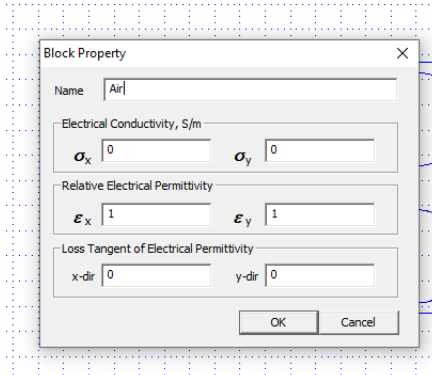 Block Property
Name Air
Electrical Conductivity, S/m
σx 0 σy 0
Relative Electrical Permittivity
εx 1 εy 1
Loss Tangent of Electrical Permittivity
x-dir 0 y-dir 0
OK Cancel